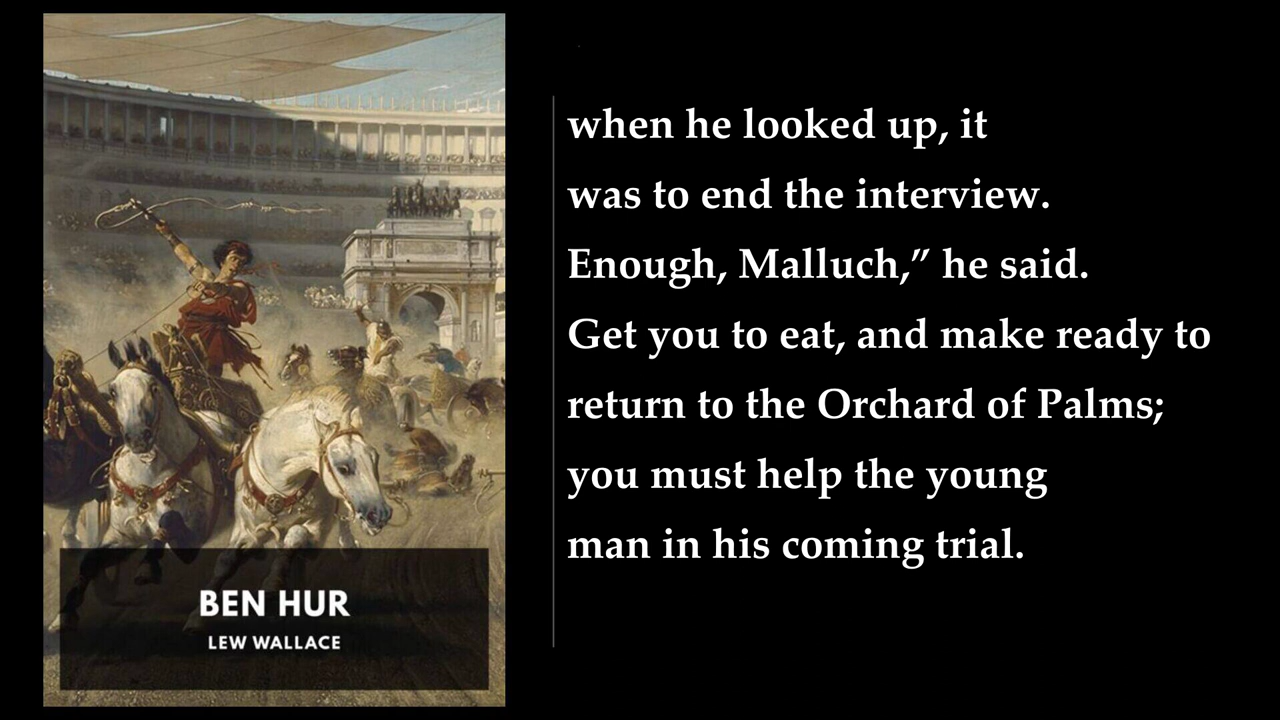 BEN HUR
LEW WALLACE
when he looked up, it
was to end the interview.
Enough, Malluch,” he said.
Get you to eat, and make ready to
return to the Orchard of Palms;
you must help the young
man in his coming trial.